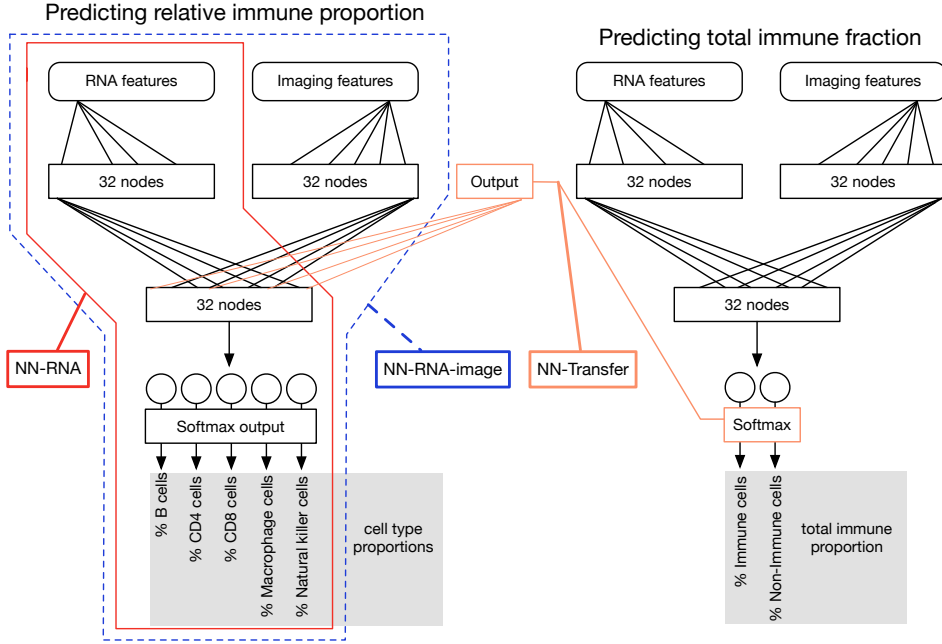 Predicting relative immune proportion
RNA features
Imaging features
32 nodes
32 nodes
32 nodes
NN-RNA
NN-RNA-image
Softmax output
% B cells
% CD4 cells
% CD8 cells
% Macrophage cells
% Natural killer cells
cell type
proportions
Output
NN-Transfer
Predicting total immune fraction
RNA features
Imaging features
32 nodes
32 nodes
32 nodes
Softmax
% Immune cells
% Non-Immune cells
total immune
proportion